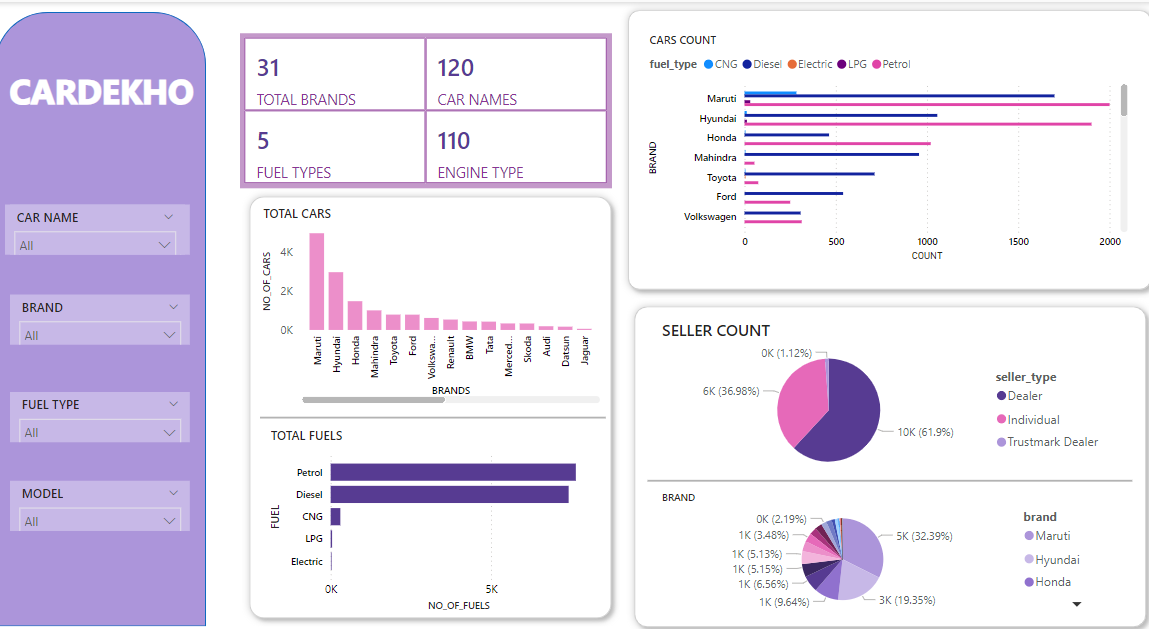 CARDEKHO
CAR NAME
All
BRAND
All
FUEL TYPE
All
MODEL
All
31
TOTAL BRANDS
120
CAR NAMES
5
FUEL TYPES
110
ENGINE TYPE
TOTAL CARS
NO_OF_CARS
4K
2K
0K
Maruti
Hyundai
Honda
Mahindra
Toyota
Ford
Volkswa...
Renault
BMW
Tata
Merced...
Skoda
Audi
Datsun
Jaguar
BRANDS
TOTAL FUELS
FUEL
Petrol
Diesel
CNG
LPG
Electric
0K
5K
NO_OF_FUELS
CARS COUNT
fuel_type CNG Diesel Electric LPG Petrol
BRAND
Maruti
Hyundai
Honda
Mahindra
Toyota
Ford
Volkswagen
0 500 1000 1500 2000
COUNT
SELLER COUNT
0K (1.12%)
6K (36.98%)
10K (61.9%)
seller_type
Dealer
Individual
Trustmark Dealer
BRAND
0K (2.19%)
1K (3.48%)
1K (5.13%)
1K (5.15%)
1K (6.56%)
1K (9.64%)
5K (32.39%)
3K (19.35%)
brand
Maruti
Hyundai
Honda